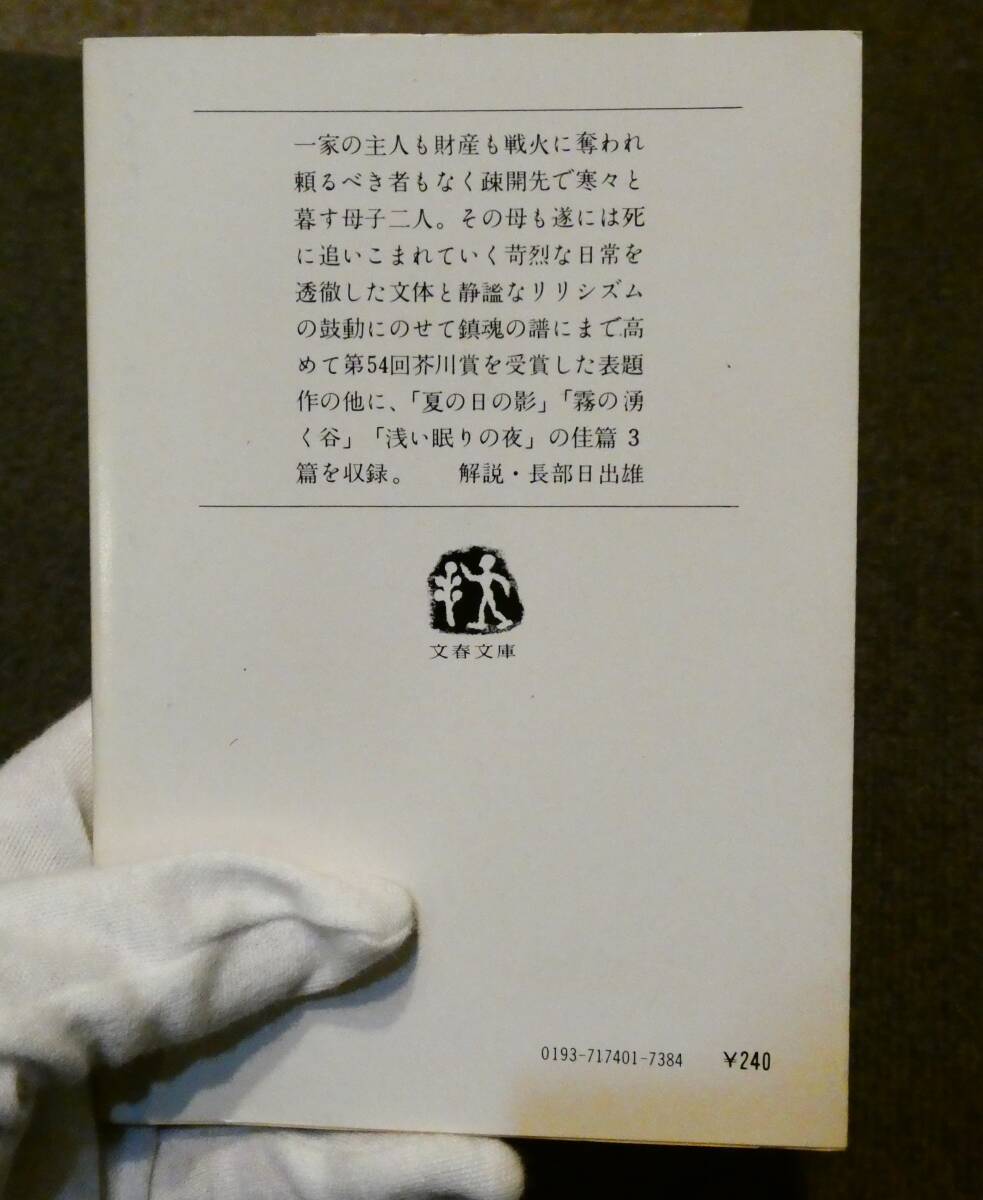 一家の主人も財産も戦火に奪われ
頼るべき者もなく疎開先で寒々と
暮す母子二人。その母も遂には死
に追いこまれていく苛烈な日常を
透徹した文体と静謐なリリシズム
の鼓動にのせて鎮魂の譜にまで高
めて第54回芥川賞を受賞した表題
作の他に、「夏の日の影」「霧の湧
く谷」「浅い眠りの夜」の佳篇 3
篇を収録。　　解説・長部日出雄
文春文庫
0193-717401-7384　¥240